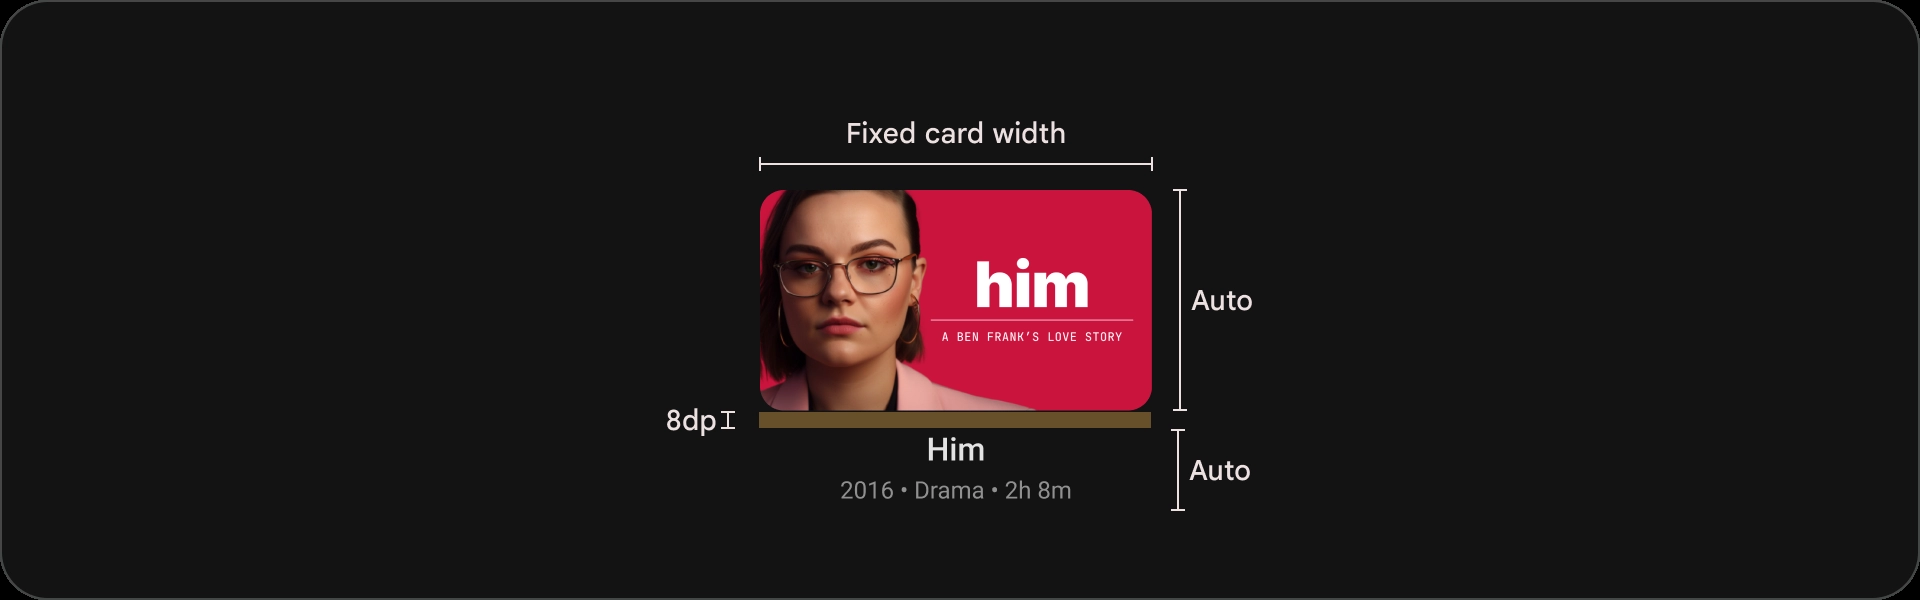 Fixed card width
him
A BEN FRANK’S LOVE STORY
Auto
8dp
Him
2016 • Drama • 2h 8m
Auto